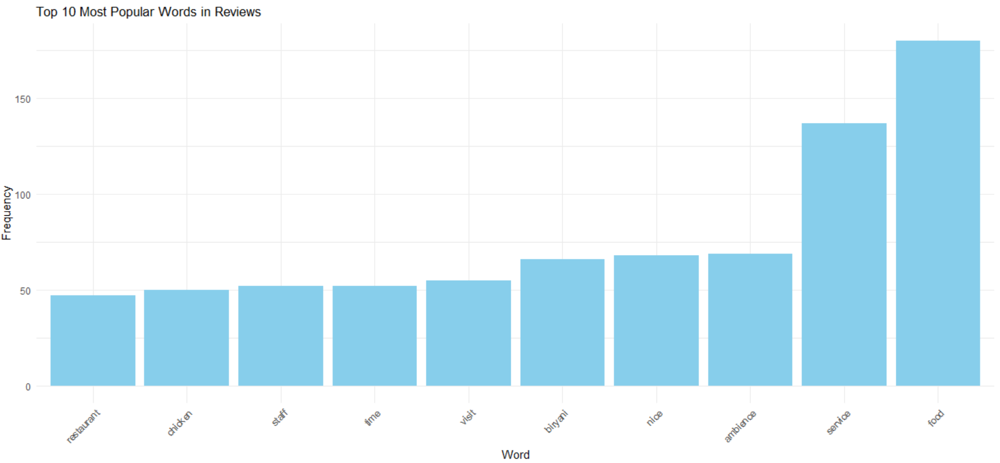 Top 10 Most Popular Words in Reviews
Frequency
150
100
50
0
restaurant
chicken
staff
time
visit
biryani
nice
ambience
service
food
Word